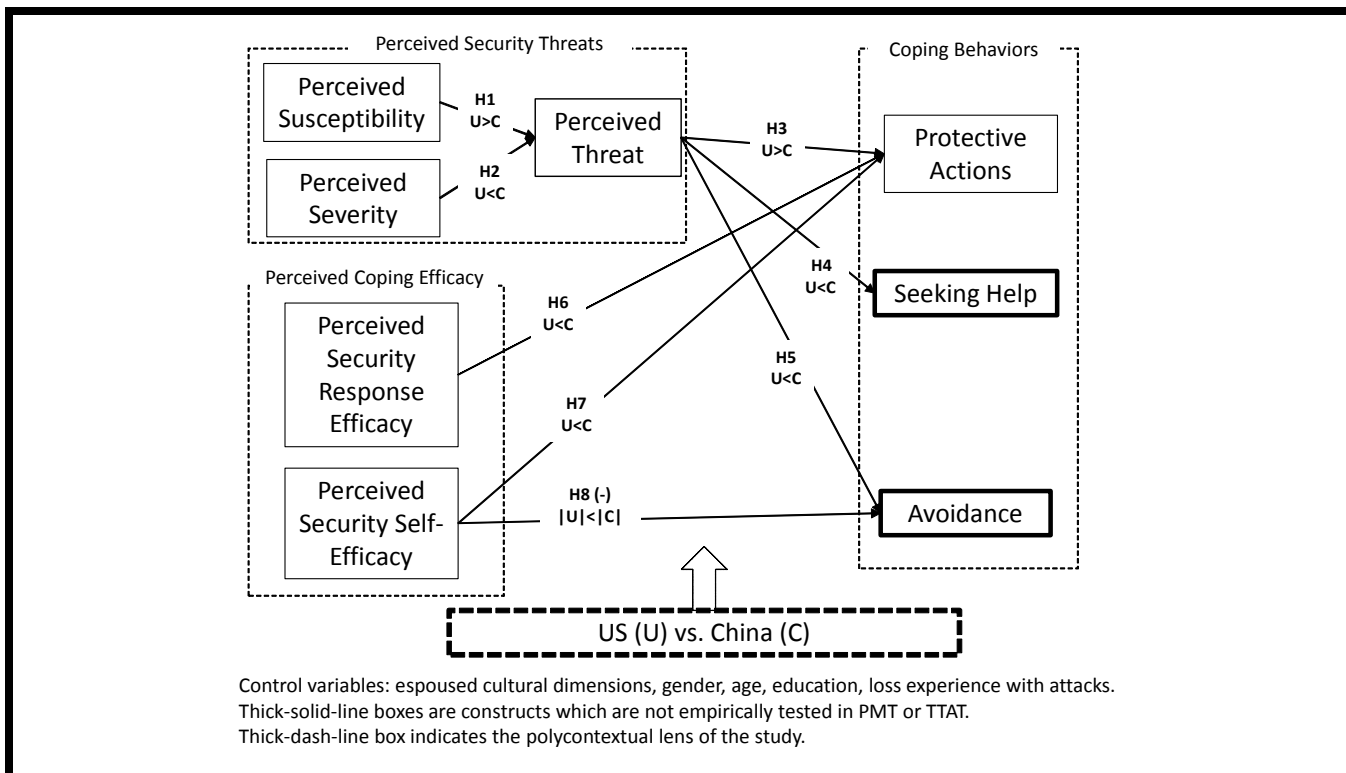 Perceived Security Threats
Perceived
Susceptibility
H1
U>C
Perceived
Severity
H2
U<C
Perceived
Threat
H3
U>C
H4
U<C
H5
U<C
Coping Behaviors
Protective
Actions
Seeking Help
Avoidance
Perceived Coping Efficacy
Perceived
Security
Response
Efficacy
H6
U<C
Perceived
Security Self-
Efficacy
H7
U<C
H8 (-)
|U|<|C|
US (U) vs. China (C)
Control variables: espoused cultural dimensions, gender, age, education, loss experience with attacks.
Thick-solid-line boxes are constructs which are not empirically tested in PMT or TTAT.
Thick-dash-line box indicates the polycontextual lens of the study.